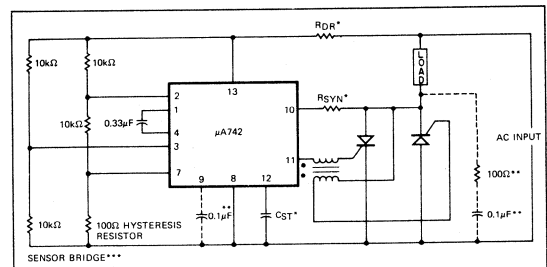 RDR*
10kΩ
10kΩ
LOAD
13
2
1
10
RSYN*
10kΩ
0.33µF
µA742
4
3
AC INPUT
11
7
100Ω**
9
8
12
10kΩ
100Ω HYSTERESIS
RESISTOR
0.1µF**
CST*
0.1µF**
SENSOR BRIDGE***